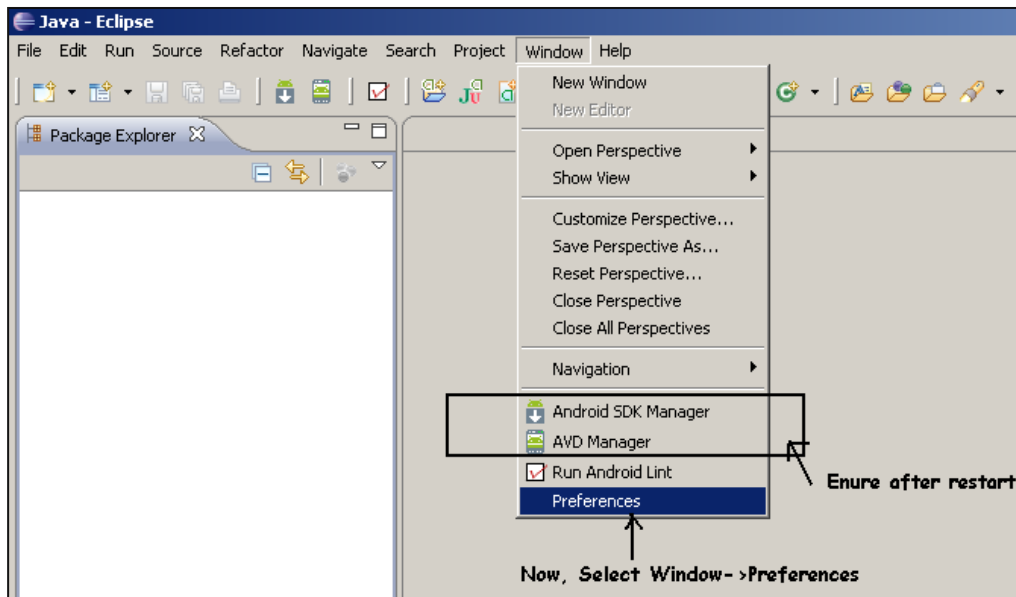 Java - Eclipse
File Edit Run Source Refactor Navigate Search Project Window Help
Package Explorer
New Window
New Editor
Open Perspective
Show View
Customize Perspective...
Save Perspective As...
Reset Perspective...
Close Perspective
Close All Perspectives
Navigation
Android SDK Manager
AVD Manager
Run Android Lint
Preferences
Enure after restart
Now, Select Window->Preferences